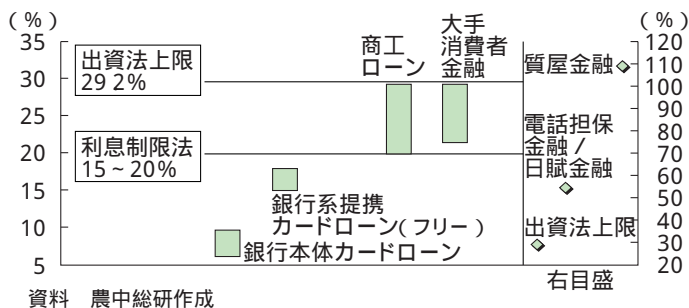 (%)
35
30
25
20
15
10
5
出資法上限
29 2%
利息制限法
15~20%
商工
ローン
大手
消費者
金融
銀行系提携
カードローン(フリー)
銀行本体カードローン
(%)
120
110
100
90
80
70
60
50
40
30
20
質屋金融
電話担保
金融/
日賦金融
出資法上限
右目盛
資料 農中総研作成